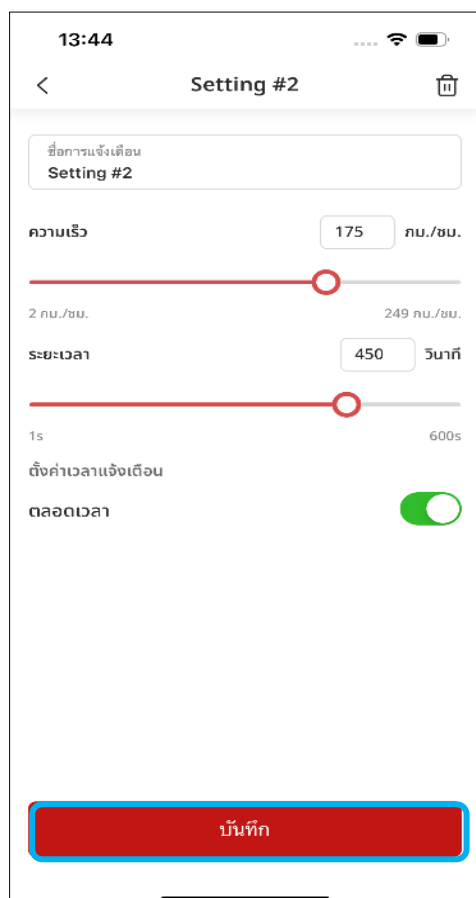 13:44
Setting #2
ชื่อการแจ้งเตือน
Setting #2
ความเร็ว 175 กม./ชม.
2 กม./ชม. 249 กม./ชม.
ระยะเวลา 450 วินาที
1s 600s
ตั้งค่าเวลาแจ้งเตือน
ตลอดเวลา
บันทึก